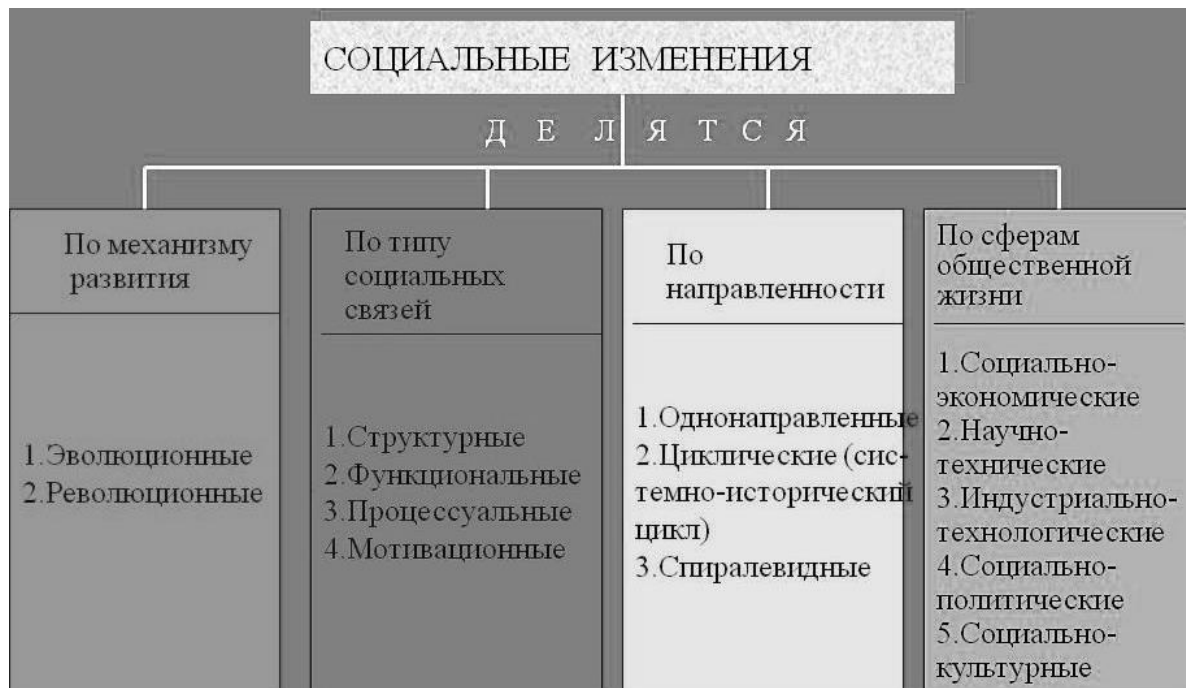 СОЦИАЛЬНЫЕ ИЗМЕНЕНИЯ
Д Е Л Я Т С Я
По механизму
развития
1.Эволюционные
2.Революционные
По типу
социальных
связей
1.Структурные
2.Функциональные
3.Процессуальные
4.Мотивационные
По
направленности
1.Однонаправленные
2.Циклические (сис-
темно-исторический
цикл)
3.Спиралевидные
По сферам
общественной
жизни
1.Социально-
экономические
2.Научно-
технические
3.Индустриально-
технологические
4.Социально-
политические
5.Социально-
культурные